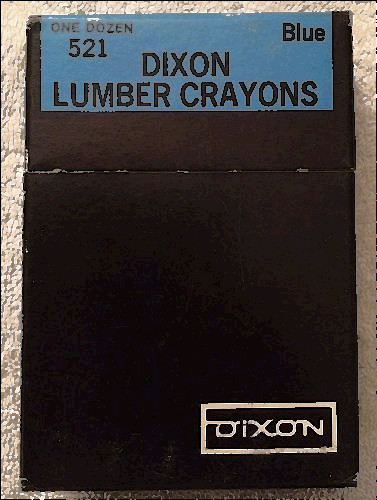 ONE DOZEN
521
Blue
DIXON
LUMBER CRAYONS
DIXON